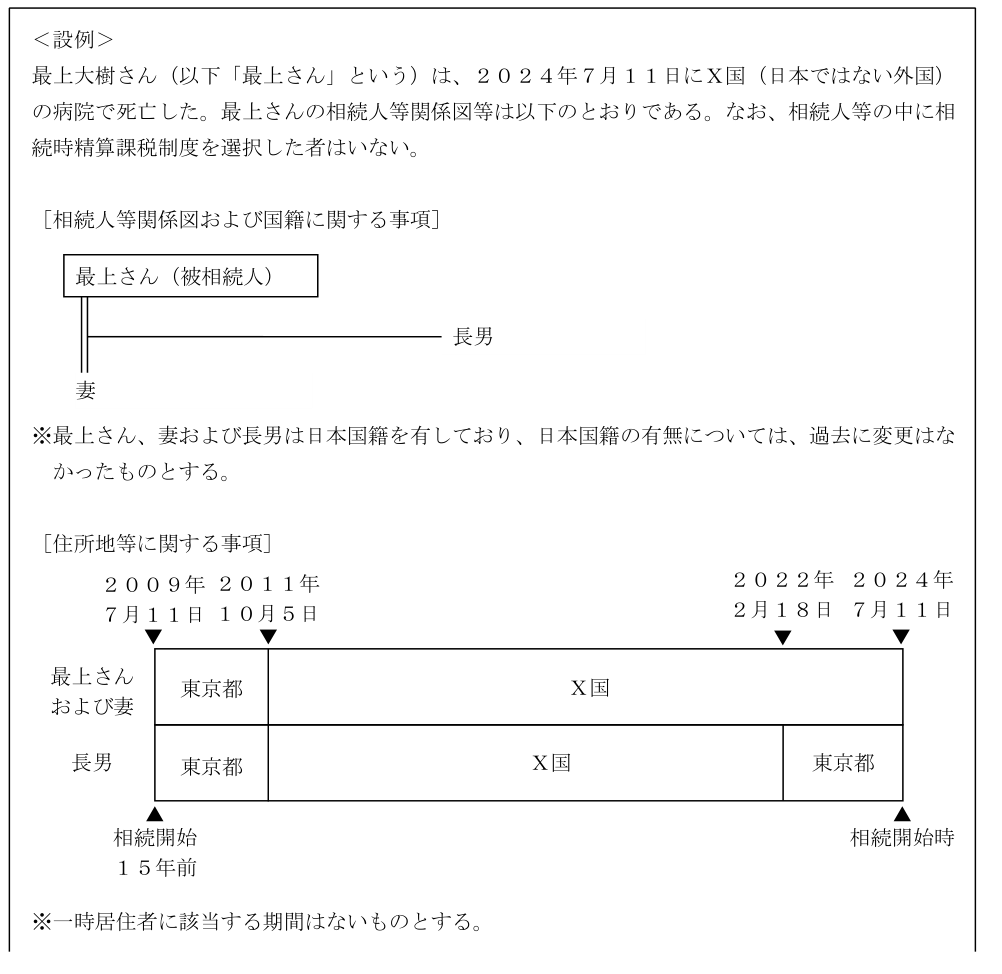 ＜設例＞
最上大樹さん（以下「最上さん」という）は、２０２４年７月１１日にＸ国（日本ではない外国）
の病院で死亡した。最上さんの相続人等関係図等は以下のとおりである。なお、相続人等の中に相
続時精算課税制度を選択した者はいない。
［相続人等関係図および国籍に関する事項］
最上さん（被相続人）
長男
妻
※最上さん、妻および長男は日本国籍を有しており、日本国籍の有無については、過去に変更はな
かったものとする。
［住所地等に関する事項］
２００９年 ２０１１年 ２０２２年 ２０２４年
７月１１日 １０月５日 ２月１８日 ７月１１日
▼ ▼ ▼ ▼
最上さん
および妻
東京都 Ｘ国
長男 東京都 Ｘ国 東京都
▲ ▲
相続開始 相続開始時
１５年前
※一時居住者に該当する期間はないものとする。